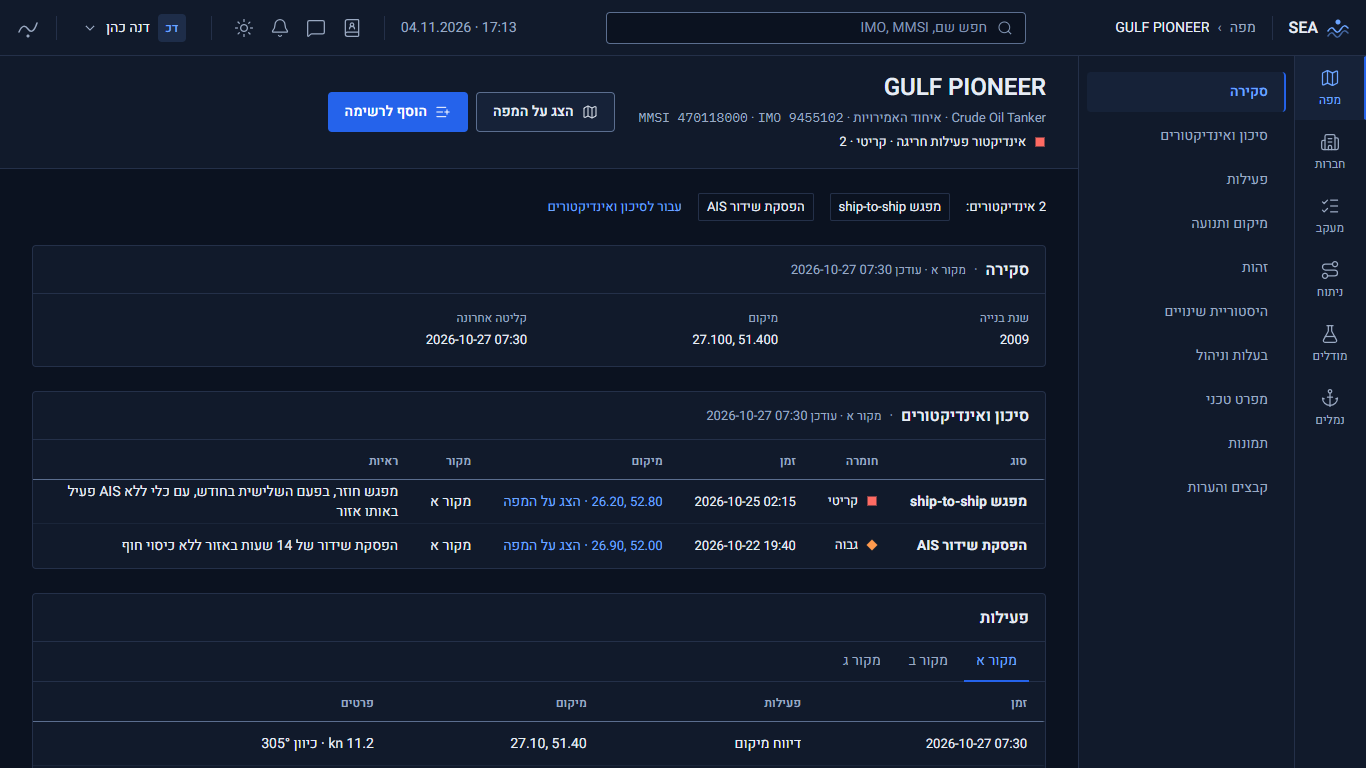 SEA
מפה › GULF PIONEER
חפש שם, IMO, MMSI
04.11.2026 · 17:13
דנה כהן
דכ
מפה
חברות
מעקב
ניתוח
מודלים
נמלים
סקירה
סיכון ואינדיקטורים
פעילות
מיקום ותנועה
זהות
היסטוריית שינויים
בעלות וניהול
מפרט טכני
תמונות
קבצים והערות
GULF PIONEER
Crude Oil Tanker · איחוד האמירויות · IMO 9455102 · MMSI 470118000
אינדיקטור פעילות חריגה · קריטי · 2
הצג על המפה
הוסף לרשימה
2 אינדיקטורים: מפגש ship-to-ship הפסקת שידור AIS עבור לסיכון ואינדיקטורים
סקירה · מקור א · עודכן 2026-10-27 07:30
שנת בנייה מיקום קליטה אחרונה
2009 27.100, 51.400 2026-10-27 07:30
סיכון ואינדיקטורים · מקור א · עודכן 2026-10-27 07:30
סוג חומרה זמן מיקום מקור ראיות
מפגש ship-to-ship קריטי 2026-10-25 02:15 26.20, 52.80 · הצג על המפה מקור א מפגש חוזר, בפעם השלישית בחודש, עם כלי ללא AIS פעיל
באותו אזור
הפסקת שידור AIS גבוה 2026-10-22 19:40 26.90, 52.00 · הצג על המפה מקור א הפסקת שידור של 14 שעות באזור ללא כיסוי חוף
פעילות
מקור א מקור ב מקור ג
זמן פעילות מיקום פרטים
2026-10-27 07:30 דיווח מיקום 27.10, 51.40 11.2 kn · כיוון 305°